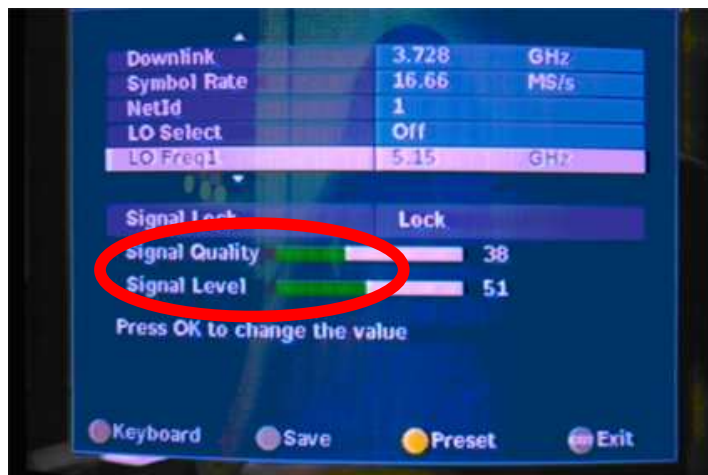 Downlink 3.728 GHz
Symbol Rate 16.66 MS/s
NetId 1
LO Select Off
LO Freq1 5.15 GHz
Signal Lock Lock
Signal Quality 38
Signal Level 51
Press OK to change the value
Keyboard Save Preset Exit